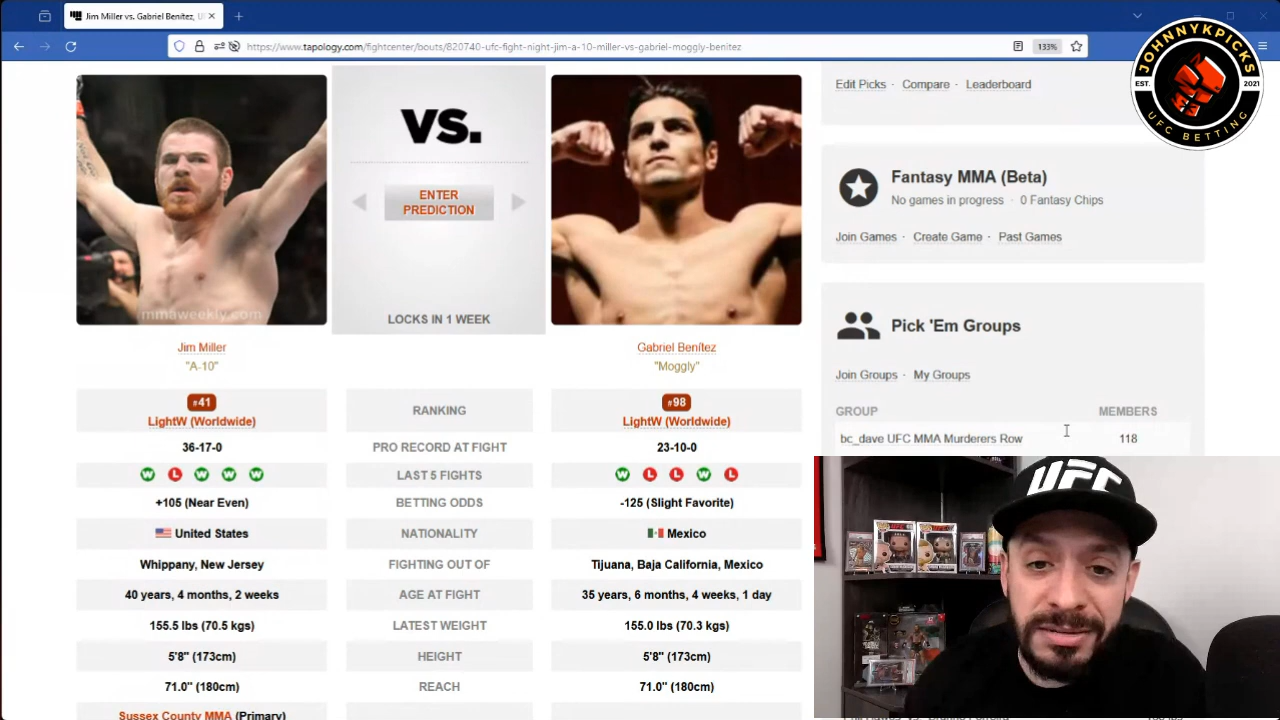 Jim Miller vs. Gabriel Benítez, U
https://www.tapology.com/fightcenter/bouts/820740-ufc-fight-night-jim-a-10-miller-vs-gabriel-moggly-benitez
133%
JOHNNYKPICKS
EST. 2021
UFC BETTING
mmaweekly.com
VS.
ENTER
PREDICTION
LOCKS IN 1 WEEK
Jim Miller
"A-10"
Gabriel Benítez
"Moggly"
#41
LightW (Worldwide)
RANKING
#98
LightW (Worldwide)
36-17-0 PRO RECORD AT FIGHT 23-10-0
W L W W W LAST 5 FIGHTS W L L W L
+105 (Near Even) BETTING ODDS -125 (Slight Favorite)
United States NATIONALITY Mexico
Whippany, New Jersey FIGHTING OUT OF Tijuana, Baja California, Mexico
40 years, 4 months, 2 weeks AGE AT FIGHT 35 years, 6 months, 4 weeks, 1 day
155.5 lbs (70.5 kgs) LATEST WEIGHT 155.0 lbs (70.3 kgs)
5'8" (173cm) HEIGHT 5'8" (173cm)
71.0" (180cm) REACH 71.0" (180cm)
Sussex County MMA (Primary)
Edit Picks · Compare · Leaderboard
Fantasy MMA (Beta)
No games in progress · 0 Fantasy Chips
Join Games · Create Game · Past Games
Pick 'Em Groups
Join Groups · My Groups
GROUP MEMBERS
bc_dave UFC MMA Murderers Row 118
UFC